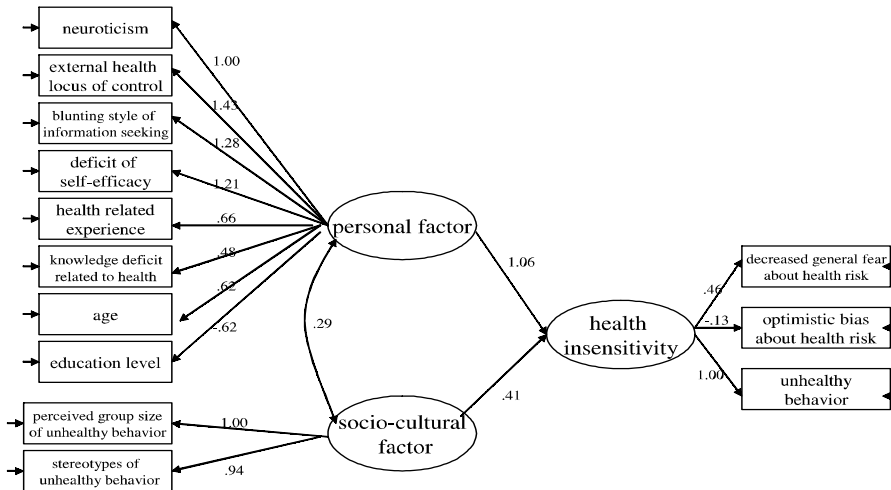 neuroticism
external health
locus of control
blunting style of
information seeking
deficit of
self-efficacy
health related
experience
knowledge deficit
related to health
age
education level
perceived group size
of unhealthy behavior
stereotypes of
unhealthy behavior
1.00
1.43
1.28
1.21
.66
.48
.62
-.62
1.00
.94
personal factor
.29
socio-cultural
factor
1.06
.41
health
insensitivity
.46
-.13
1.00
decreased general fear
about health risk
optimistic bias
about health risk
unhealthy
behavior